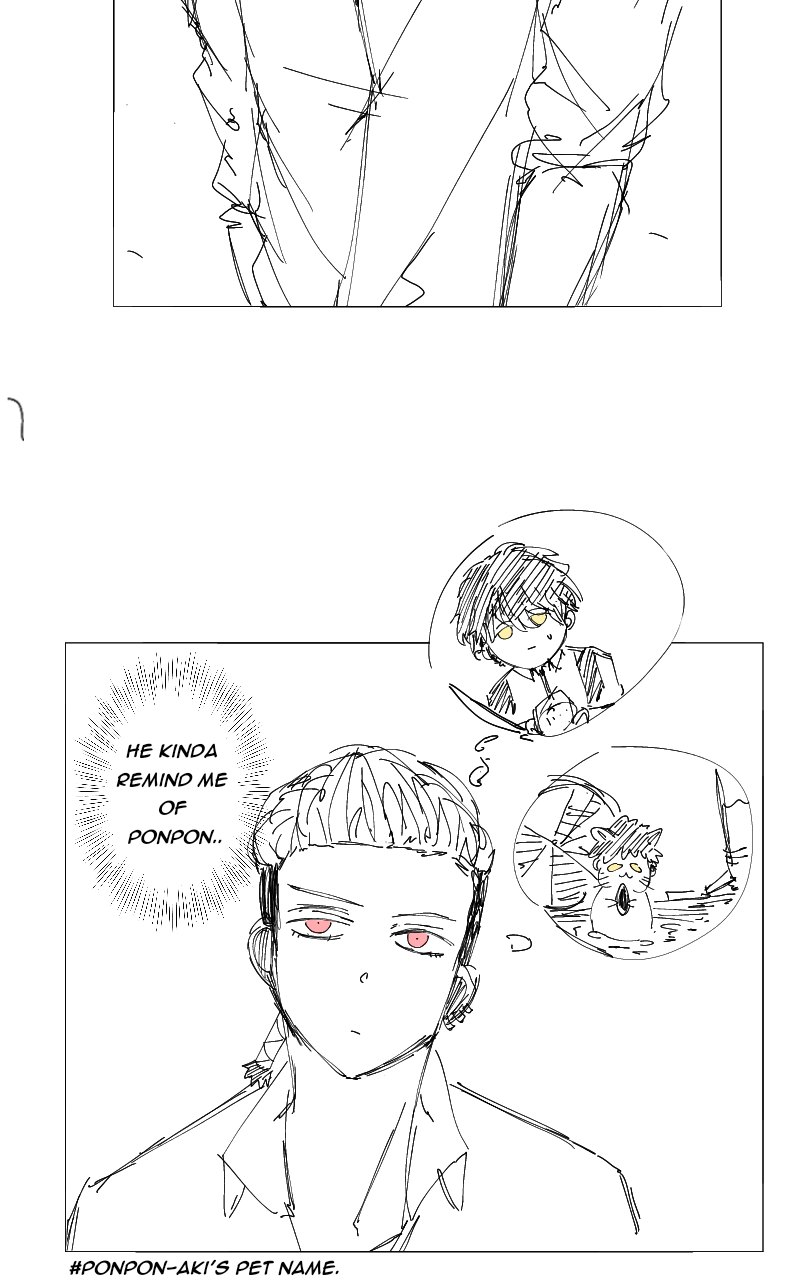 HE KINDA
REMIND ME
OF
PONPON..
#PONPON-AKI'S PET NAME.